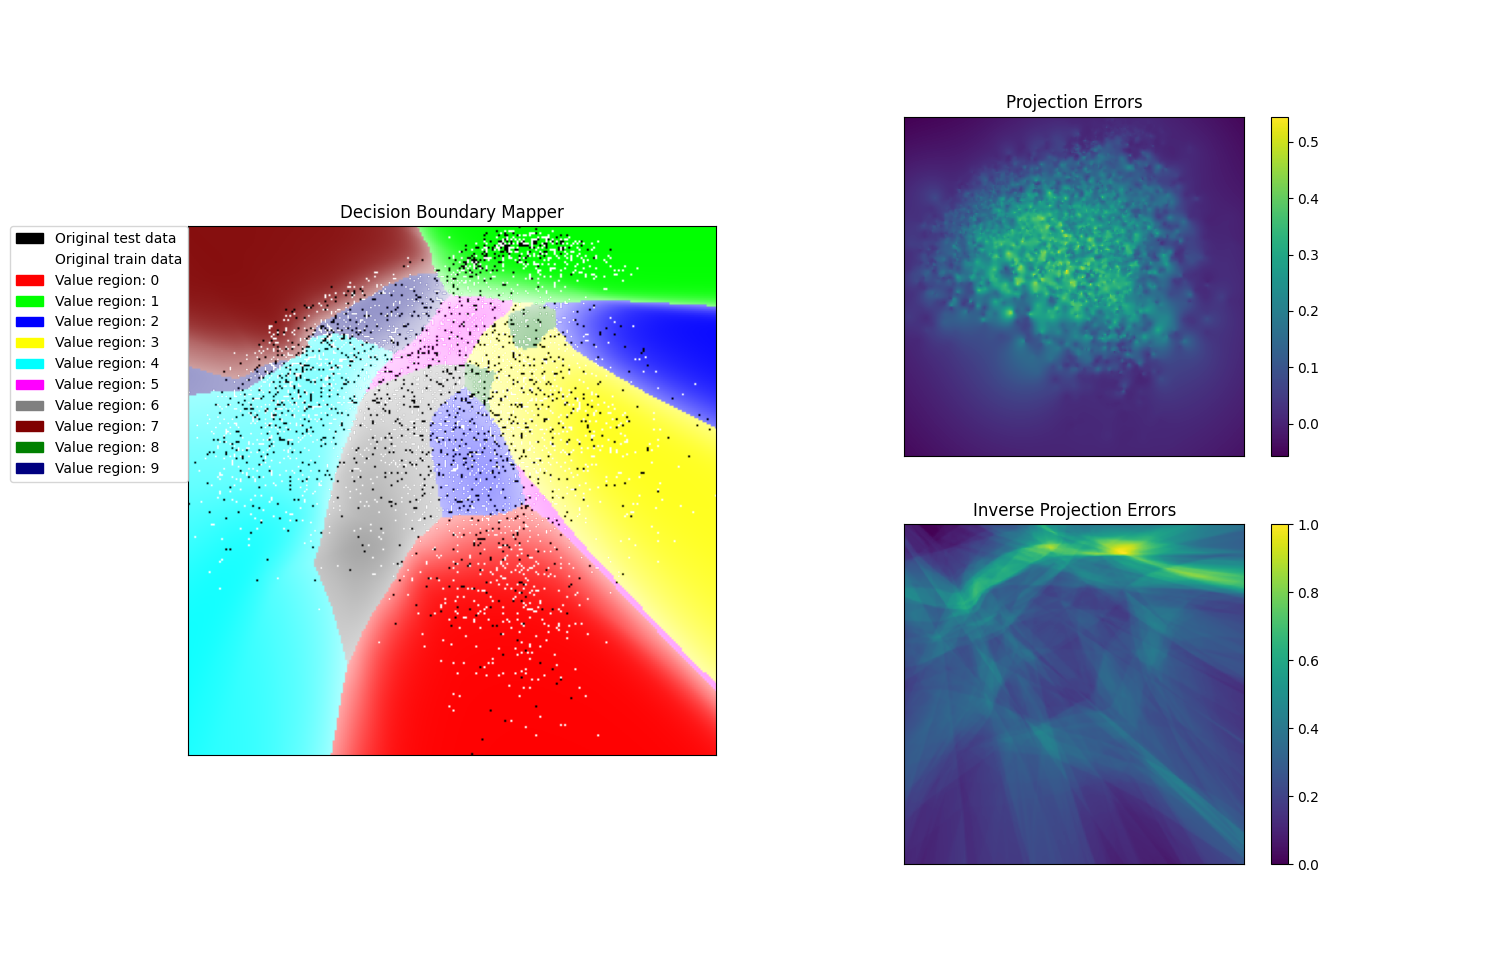 Decision Boundary Mapper
Original test data
Original train data
Value region: 0
Value region: 1
Value region: 2
Value region: 3
Value region: 4
Value region: 5
Value region: 6
Value region: 7
Value region: 8
Value region: 9
Projection Errors
0.5
0.4
0.3
0.2
0.1
0.0
Inverse Projection Errors
1.0
0.8
0.6
0.4
0.2
0.0